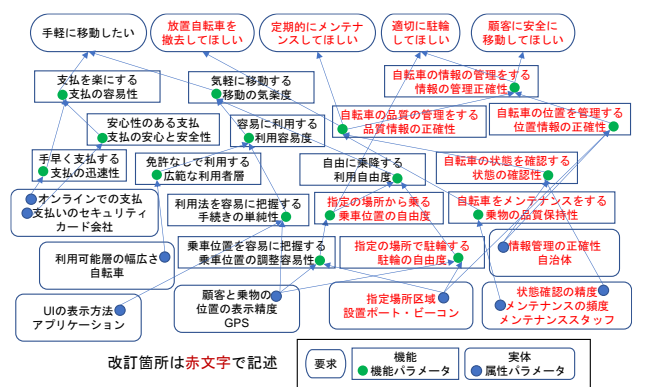 手軽に移動したい
放置自転車を
撤去してほしい
定期的にメンテナ
ンスしてほしい
適切に駐輪
してほしい
顧客に安全に
移動してほしい
支払を楽にする
支払の容易性
気軽に移動する
移動の気楽度
自転車の情報の管理をする
情報の管理正確性
安心性のある支払
支払の安心と安全性
容易に利用する
利用容易度
自転車の品質の管理をする
品質情報の正確性
自転車の位置を管理する
位置情報の正確性
手早く支払する
支払の迅速性
免許なしで利用する
広範な利用者層
自由に乗降する
利用自由度
自転車の状態を確認する
状態の確認性
オンラインでの支払
支払いのセキュリティ
カード会社
利用法を容易に把握する
手続きの単純性
指定の場所から乗る
乗車位置の自由度
自転車をメンテナンスをする
乗物の品質保持性
利用可能層の幅広さ
自転車
乗車位置を容易に把握する
乗車位置の調整容易性
指定の場所で駐輪する
駐輪の自由度
情報管理の正確性
自治体
UIの表示方法
アプリケーション
顧客と乗物の
位置の表示精度
GPS
指定場所区域
設置ポート・ビーコン
状態確認の精度
メンテナンスの頻度
メンテナンススタッフ
改訂箇所は赤文字で記述
要求
機能
機能パラメータ
実体
属性パラメータ